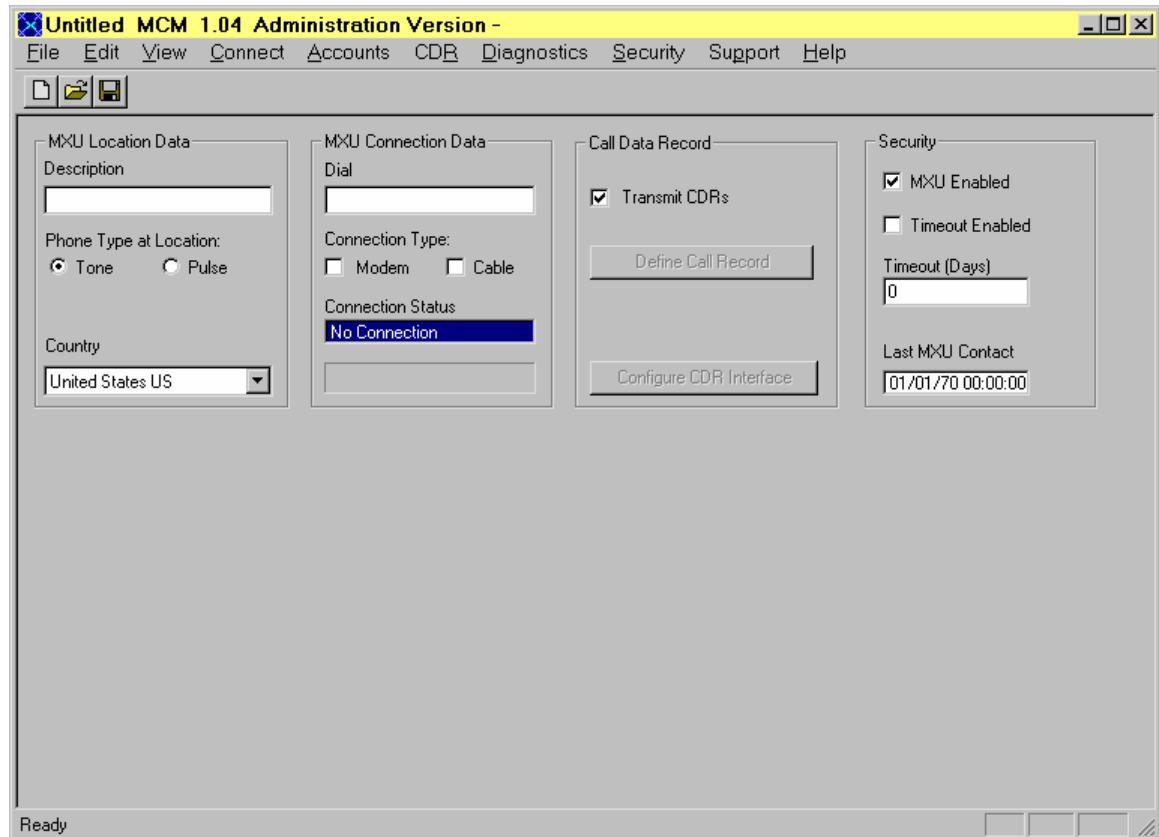 Untitled MCM 1.04 Administration Version -
File Edit View Connect Accounts CDR Diagnostics Security Support Help
MXU Location Data
Description
Phone Type at Location:
Tone Pulse
Country
United States US
MXU Connection Data
Dial
Connection Type:
Modem Cable
Connection Status
No Connection
Call Data Record
Transmit CDRs
Define Call Record
Configure CDR Interface
Security
MXU Enabled
Timeout Enabled
Timeout (Days)
0
Last MXU Contact
01/01/70 00:00:00
Ready